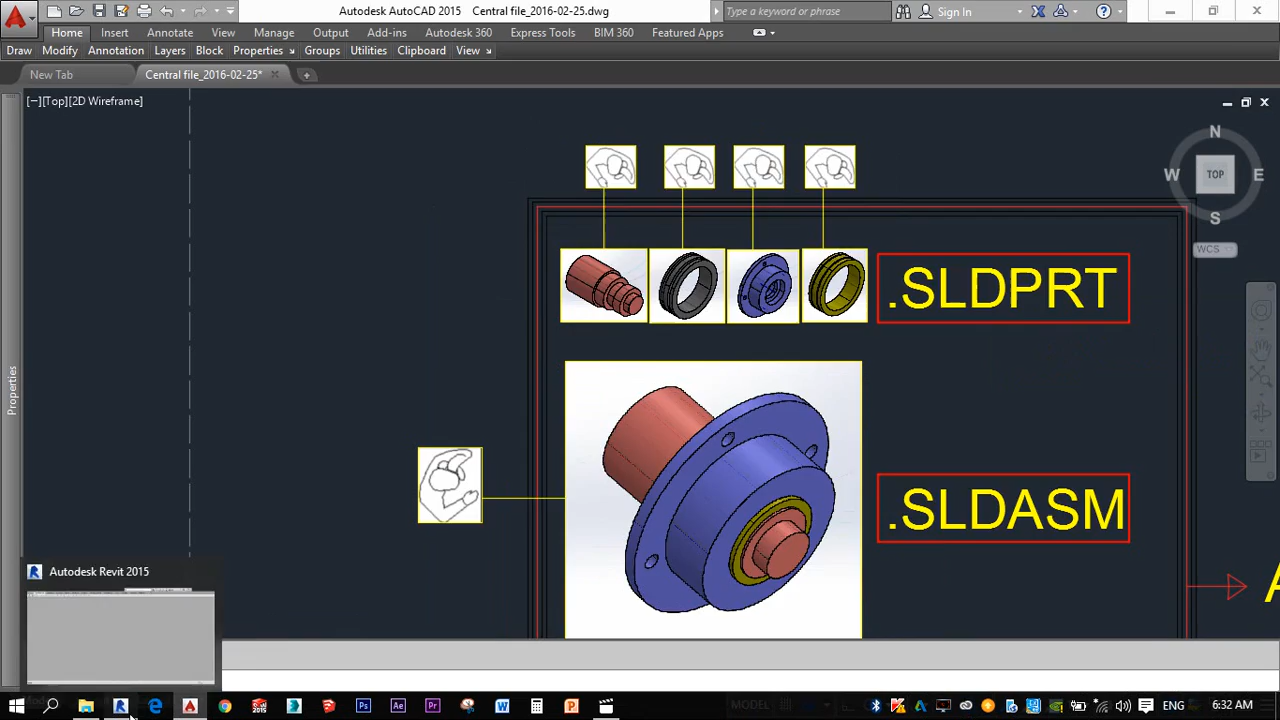 Autodesk AutoCAD 2015 Central file_2016-02-25.dwg
Type a keyword or phrase
Sign In
Home Insert Annotate View Manage Output Add-ins Autodesk 360 Express Tools BIM 360 Featured Apps
Draw Modify Annotation Layers Block Properties Groups Utilities Clipboard View
New Tab Central file_2016-02-25*
[−][Top][2D Wireframe]
N
W TOP E
S
WCS
.SLDPRT
.SLDASM
Properties
Autodesk Revit 2015
MODEL
ENG 6:32 AM